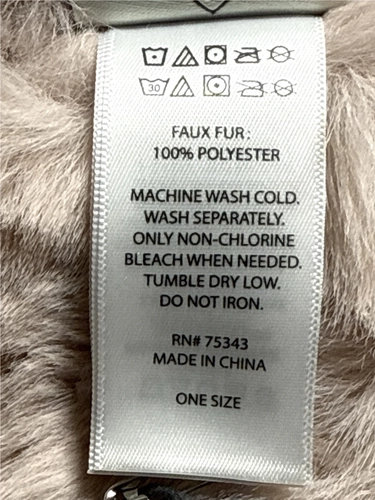 30
FAUX FUR:
100% POLYESTER
MACHINE WASH COLD.
WASH SEPARATELY.
ONLY NON-CHLORINE
BLEACH WHEN NEEDED.
TUMBLE DRY LOW.
DO NOT IRON.
RN# 75343
MADE IN CHINA
ONE SIZE